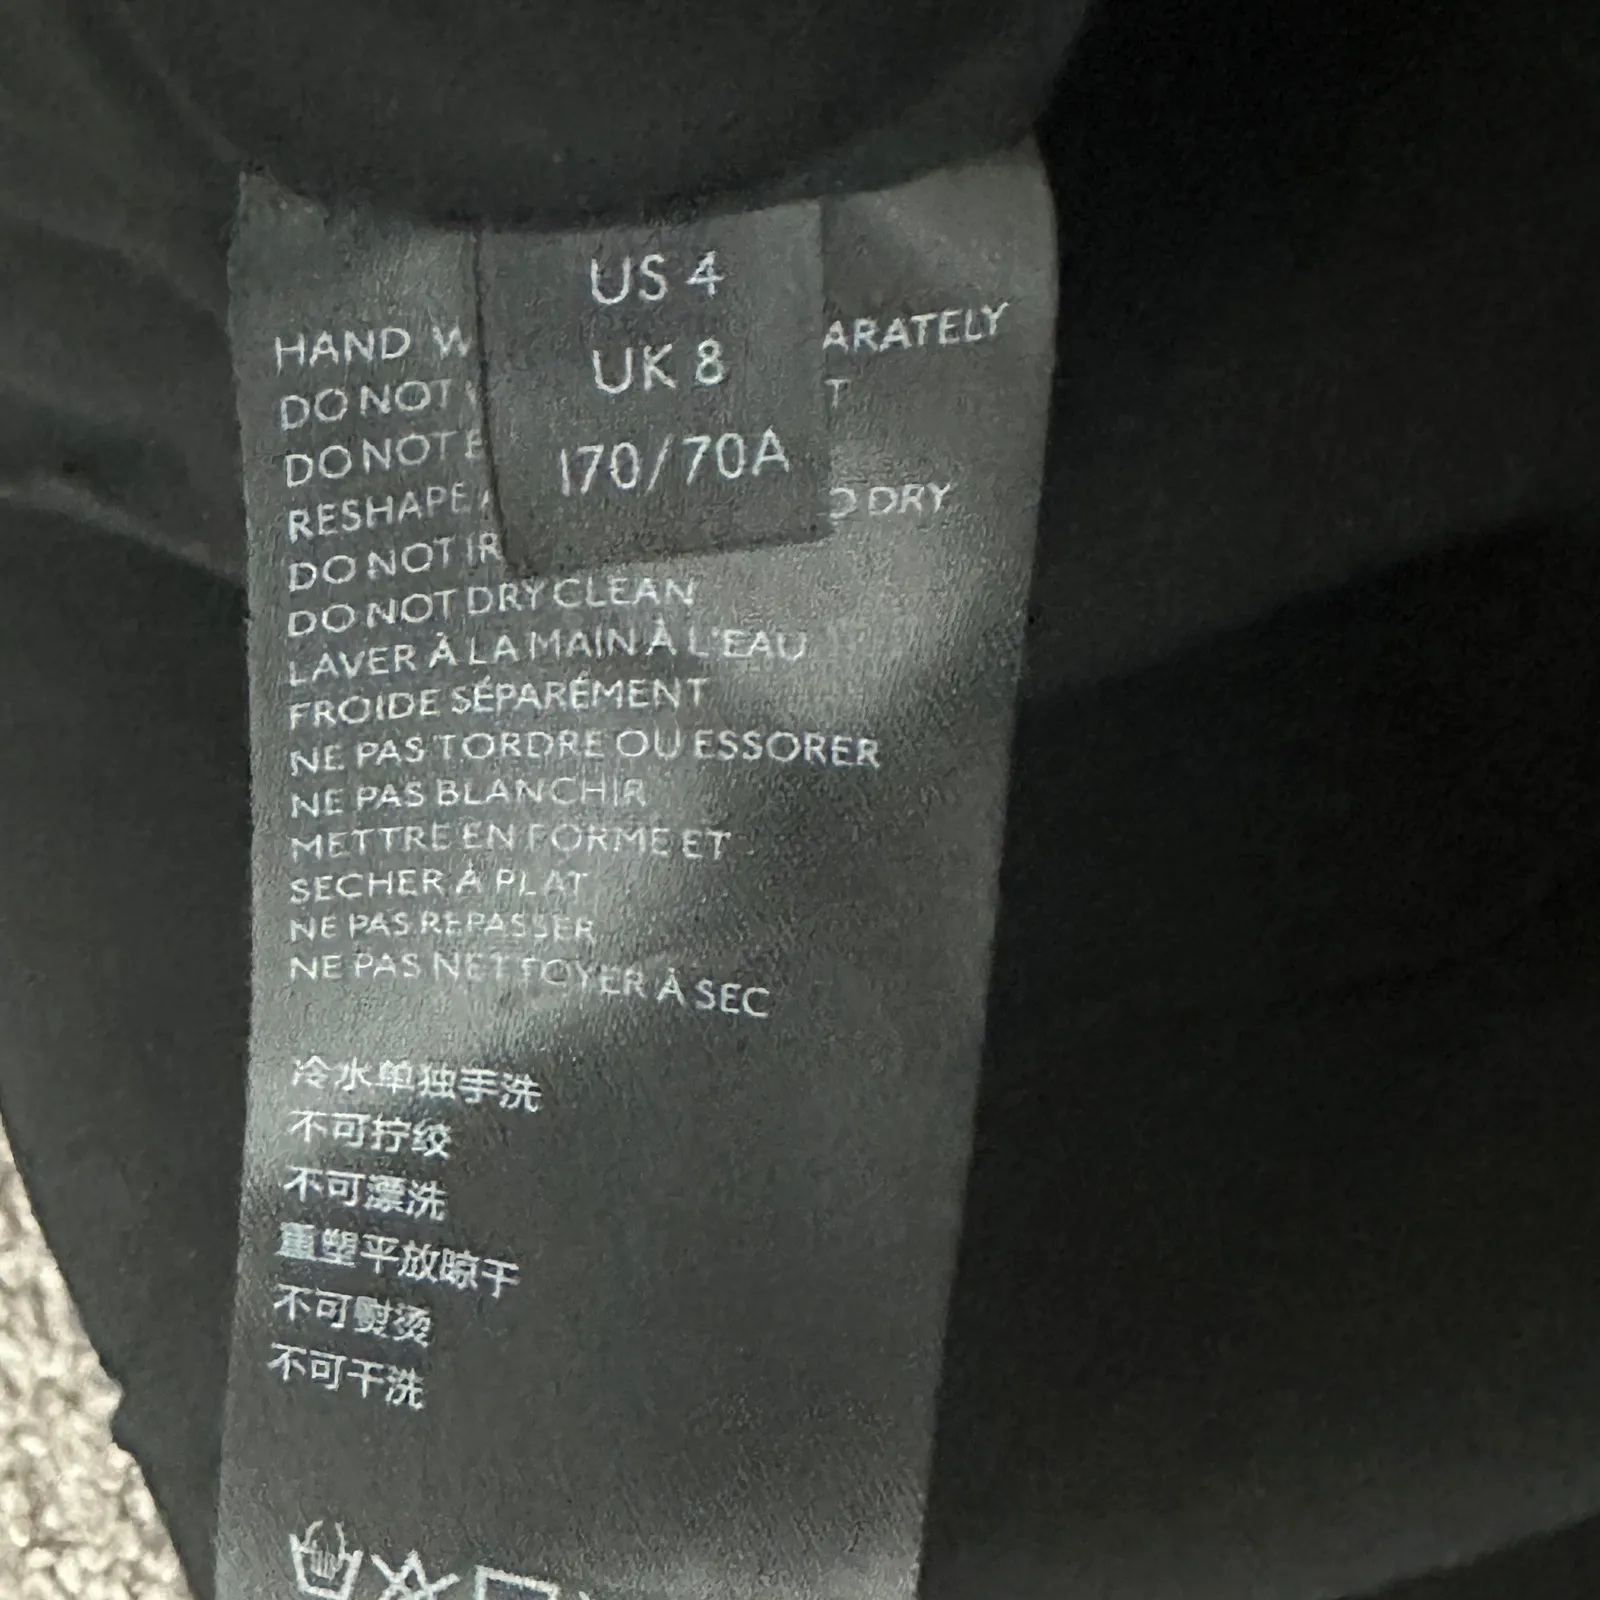 US 4
UK 8
170/70A
HAND W
ARATELY
DO NOT
T
DO NOT
RESHAPE
DRY
DO NOT IR
DO NOT DRY CLEAN
LAVER À LA MAIN À L'EAU
FROIDE SÉPARÉMENT
NE PAS TORDRE OU ESSORER
NE PAS BLANCHIR
METTRE EN FORME ET
SECHER À PLAT
NE PAS REPASSER
NE PAS NETTOYER À SEC
冷水单独手洗
不可拧绞
不可漂洗
重塑平放晾干
不可熨烫
不可干洗